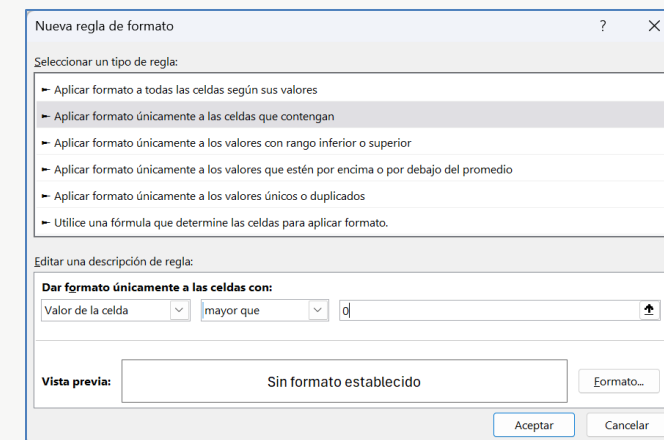 Nueva regla de formato ? ✕
Seleccionar un tipo de regla:
► Aplicar formato a todas las celdas según sus valores
► Aplicar formato únicamente a las celdas que contengan
► Aplicar formato únicamente a los valores con rango inferior o superior
► Aplicar formato únicamente a los valores que estén por encima o por debajo del promedio
► Aplicar formato únicamente a los valores únicos o duplicados
► Utilice una fórmula que determine las celdas para aplicar formato.
Editar una descripción de regla:
Dar formato únicamente a las celdas con:
Valor de la celda mayor que 0
Vista previa: Sin formato establecido Formato...
Aceptar Cancelar